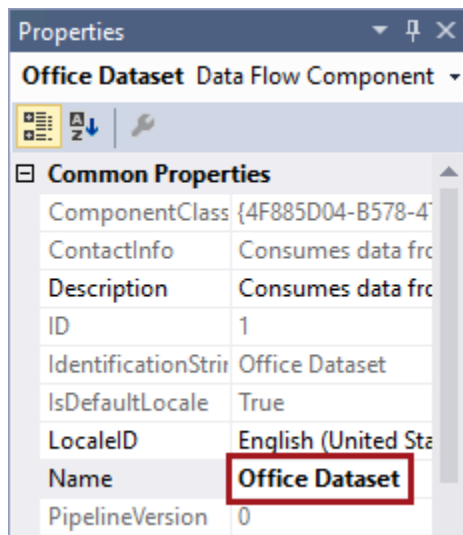 Properties
Office Dataset Data Flow Component
Common Properties
ComponentClass {4F885D04-B578-4
ContactInfo Consumes data fro
Description Consumes data fro
ID 1
IdentificationStrin Office Dataset
IsDefaultLocale True
LocaleID English (United Sta
Name Office Dataset
PipelineVersion 0